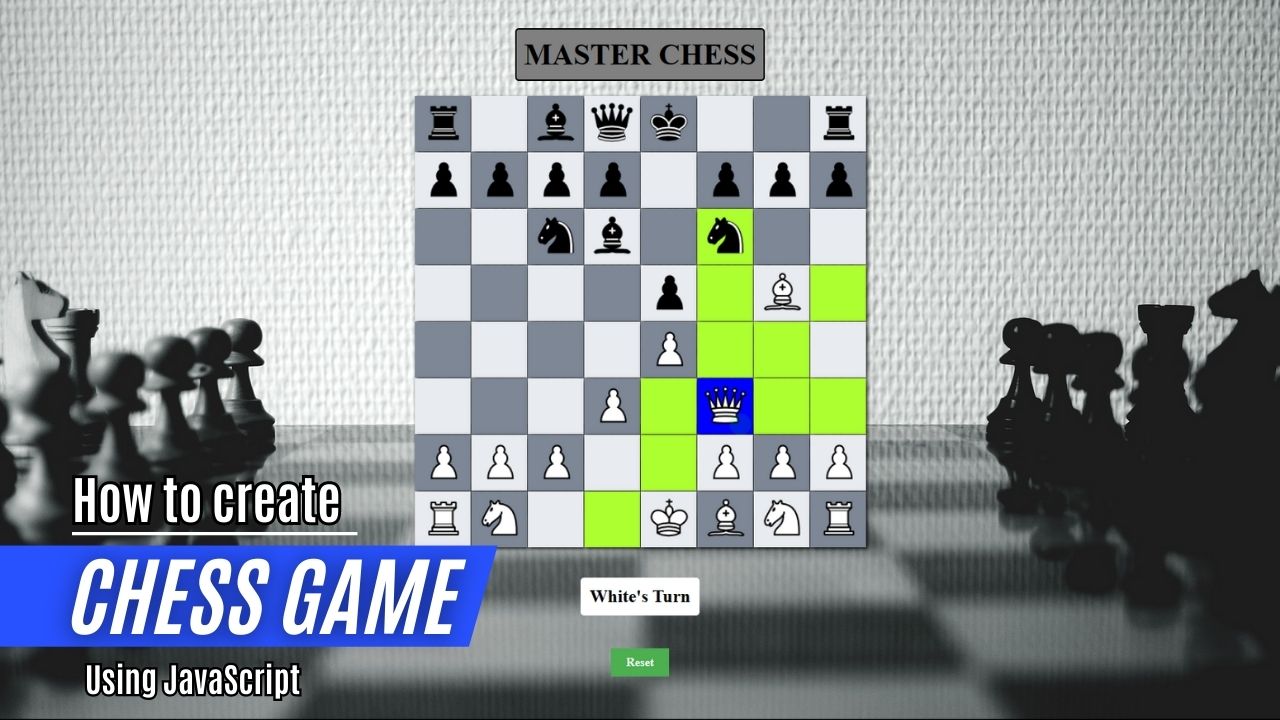 MASTER CHESS
How to create
CHESS GAME
Using JavaScript
White's Turn
Reset